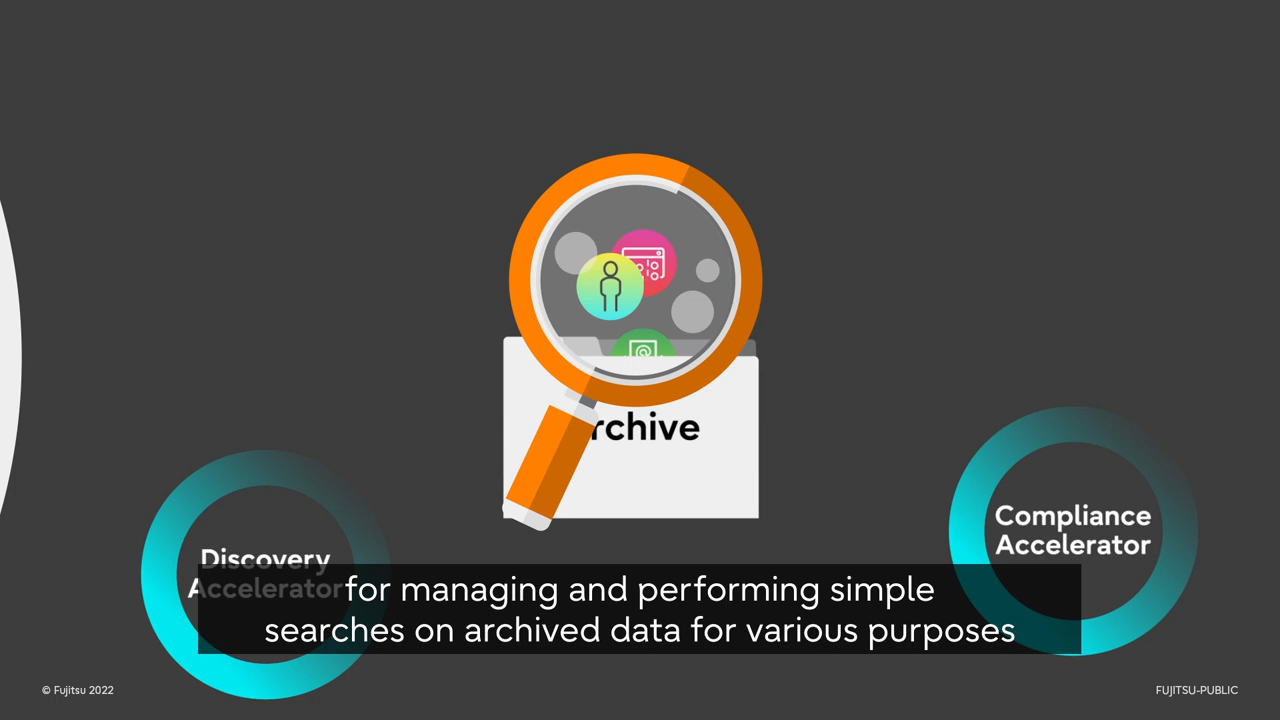 rchive
Compliance
Accelerator
Discovery
Accelerator
for managing and performing simple
searches on archived data for various purposes
© Fujitsu 2022
FUJITSU-PUBLIC